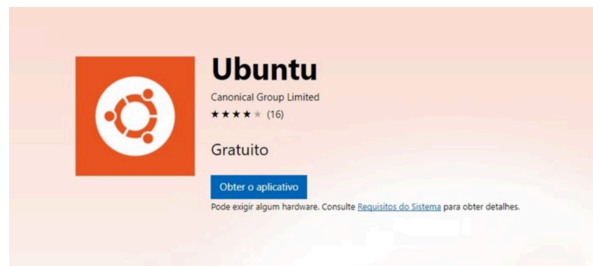 Ubuntu
Canonical Group Limited
★★★★★ (16)
Gratuito
Obter o aplicativo
Pode exigir algum hardware. Consulte Requisitos do Sistema para obter detalhes.